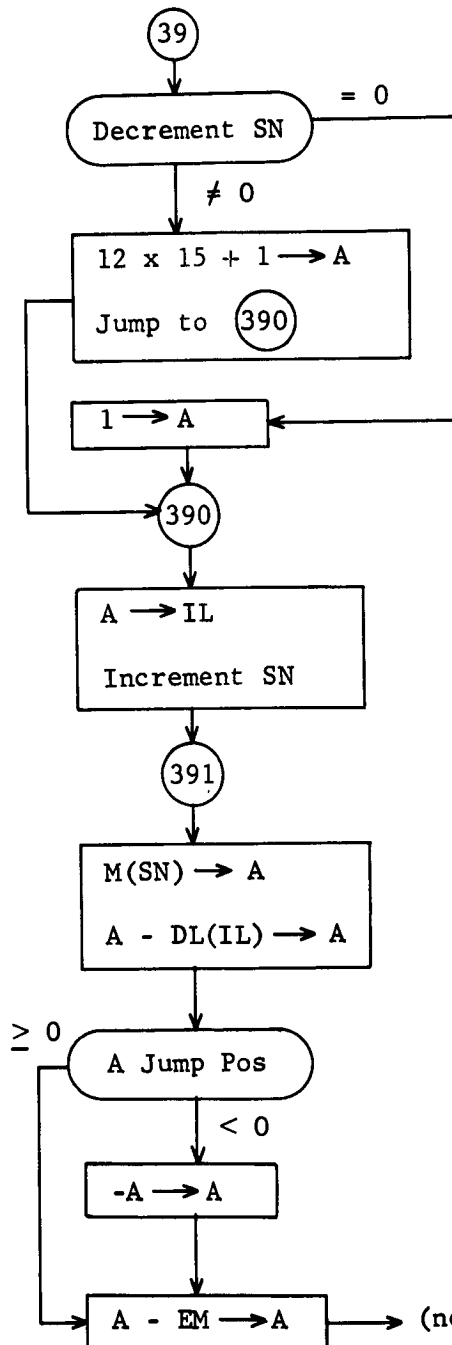 39
= 0
Decrement SN
≠ 0
12 x 15 + 1 → A
Jump to 390
1 → A
390
A → IL
Increment SN
391
M(SN) → A
A - DL(IL) → A
≥ 0
A Jump Pos
< 0
-A → A
A - EM → A